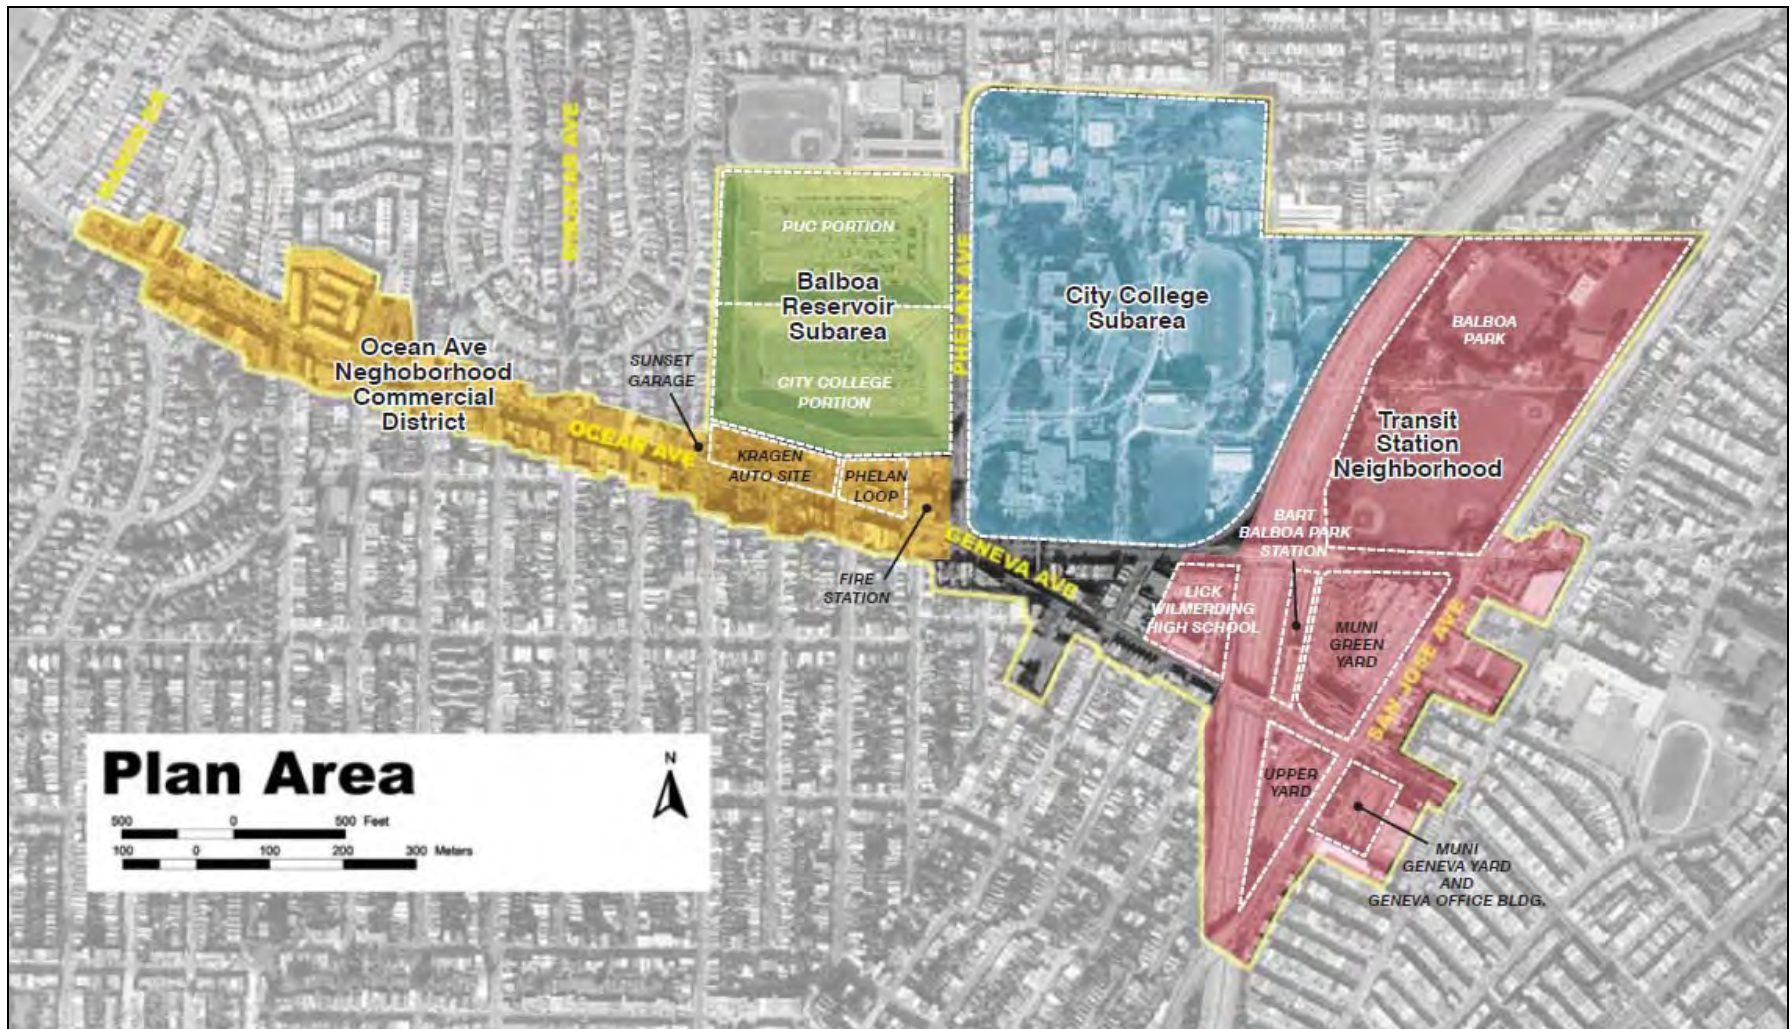 MANOR DR
PUC PORTION
Balboa
Reservoir
Subarea
CITY COLLEGE
PORTION
PHELAN AVE
City College
Subarea
BALBOA
PARK
Transit
Station
Neighborhood
Ocean Ave
Neghoborhood
Commercial
District
SUNSET
GARAGE
OCEAN AVE
KRAGEN
AUTO SITE
PHELAN
LOOP
FIRE
STATION
GENEVA AVE
BART
BALBOA PARK
STATION
LICK
WILMERDING
HIGH SCHOOL
MUNI
GREEN
YARD
SAN JOSE AVE
UPPER
YARD
MUNI
GENEVA YARD
AND
GENEVA OFFICE BLDG.
Plan Area
N
500 0 500 Feet
100 0 100 200 300 Meters